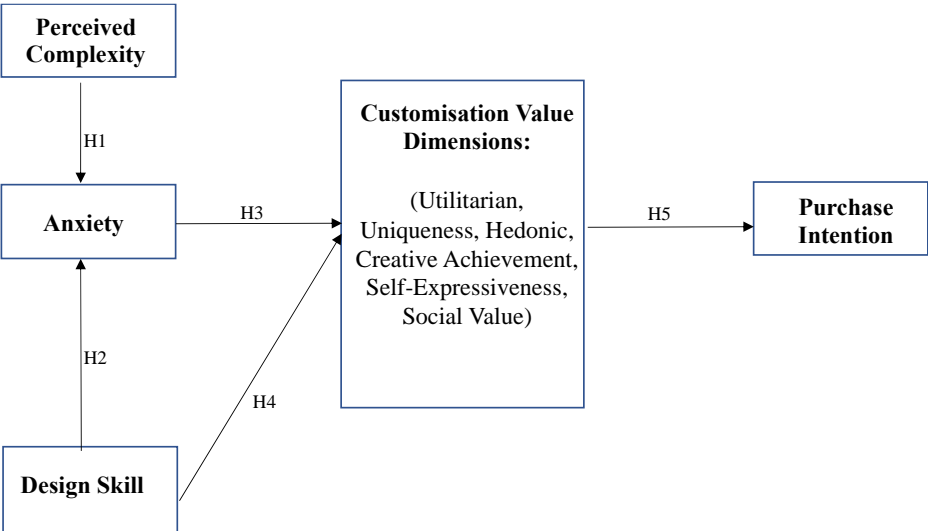 Perceived
Complexity
H1
Anxiety
H3
Customisation Value
Dimensions:
(Utilitarian,
Uniqueness, Hedonic,
Creative Achievement,
Self-Expressiveness,
Social Value)
H5
Purchase
Intention
H2
H4
Design Skill